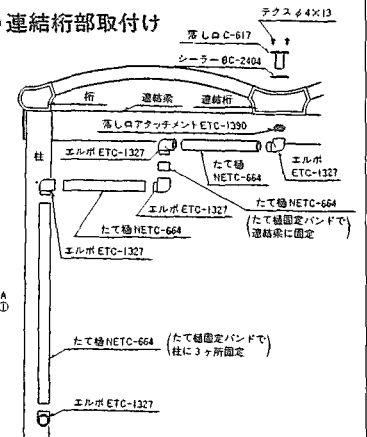 連結桁部取付け
テクス φ4×13
落し口 C-617
シーラー BC-2404
桁
連結梁
連結桁
落し口アタッチメント ETC-1390
柱
エルボ ETC-1327
たて樋
NETC-664
エルボ
ETC-1327
たて樋 NETC-664
(たて樋固定バンドで
連結梁に固定)
エルボ ETC-1327
たて樋 NETC-664
エルボ ETC-1327
A
①
たて樋 NETC-664
(たて樋固定バンドで
柱に3ヶ所固定)
エルボ ETC-1327